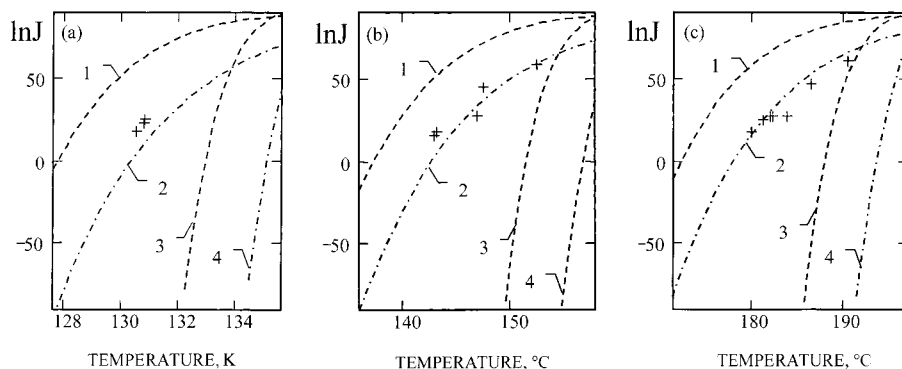 lnJ (a) lnJ (b) lnJ (c)
1 1 1
50 50 50
0 0 0
2 2 2
3 3 3
−50 4 −50 4 −50 4
128 130 132 134 140 150 180 190
TEMPERATURE, K TEMPERATURE, °C TEMPERATURE, °C